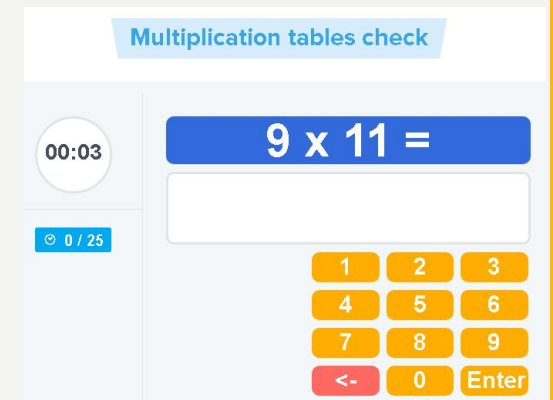 Multiplication tables check
00:03
9 x 11 =
0 / 25
1 2 3
4 5 6
7 8 9
<- 0 Enter